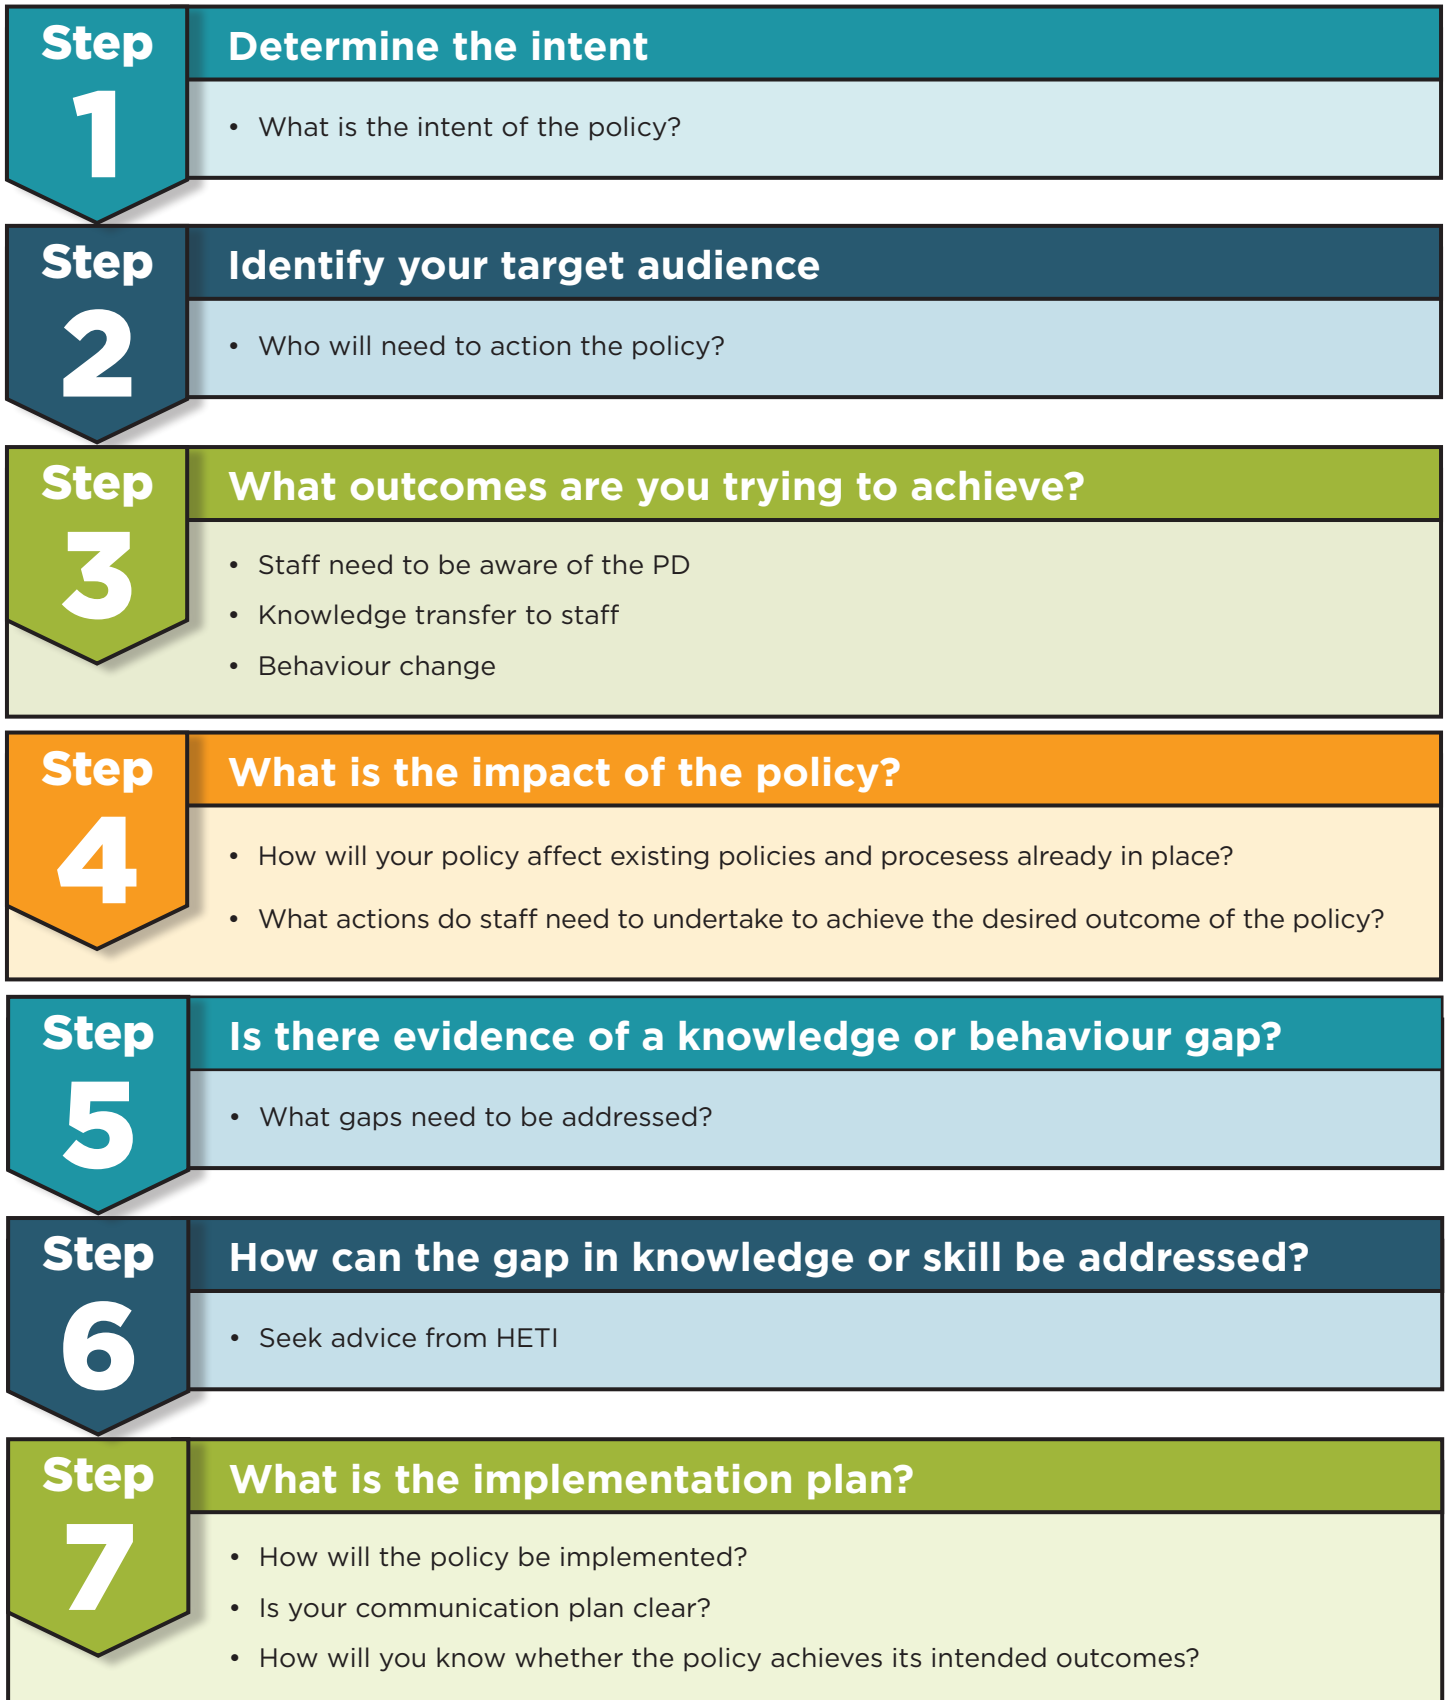 Step
1
Determine the intent
• What is the intent of the policy?
Step
2
Identify your target audience
• Who will need to action the policy?
Step
3
What outcomes are you trying to achieve?
• Staff need to be aware of the PD
• Knowledge transfer to staff
• Behaviour change
Step
4
What is the impact of the policy?
• How will your policy affect existing policies and procesess already in place?
• What actions do staff need to undertake to achieve the desired outcome of the policy?
Step
5
Is there evidence of a knowledge or behaviour gap?
• What gaps need to be addressed?
Step
6
How can the gap in knowledge or skill be addressed?
• Seek advice from HETI
Step
7
What is the implementation plan?
• How will the policy be implemented?
• Is your communication plan clear?
• How will you know whether the policy achieves its intended outcomes?